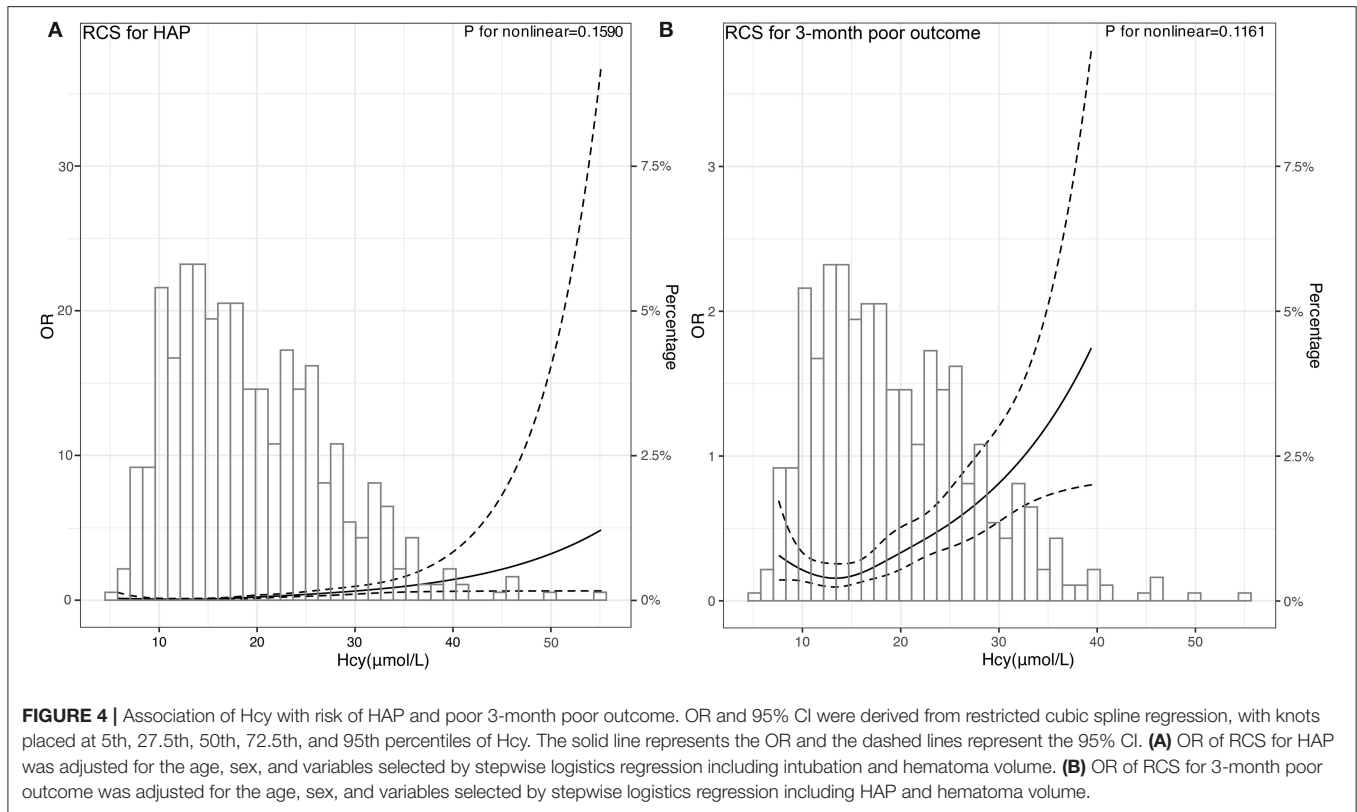 A
RCS for HAP
P for nonlinear=0.1590
30
20
10
0
OR
7.5%
5%
2.5%
0%
Percentage
10
20
30
40
50
Hcy(μmol/L)
B
RCS for 3-month poor outcome
P for nonlinear=0.1161
3
2
1
0
OR
7.5%
5%
2.5%
0%
Percentage
10
20
30
40
50
Hcy(μmol/L)
FIGURE 4 | Association of Hcy with risk of HAP and poor 3-month poor outcome. OR and 95% CI were derived from restricted cubic spline regression, with knots
placed at 5th, 27.5th, 50th, 72.5th, and 95th percentiles of Hcy. The solid line represents the OR and the dashed lines represent the 95% CI. (A) OR of RCS for HAP
was adjusted for the age, sex, and variables selected by stepwise logistics regression including intubation and hematoma volume. (B) OR of RCS for 3-month poor
outcome was adjusted for the age, sex, and variables selected by stepwise logistics regression including HAP and hematoma volume.